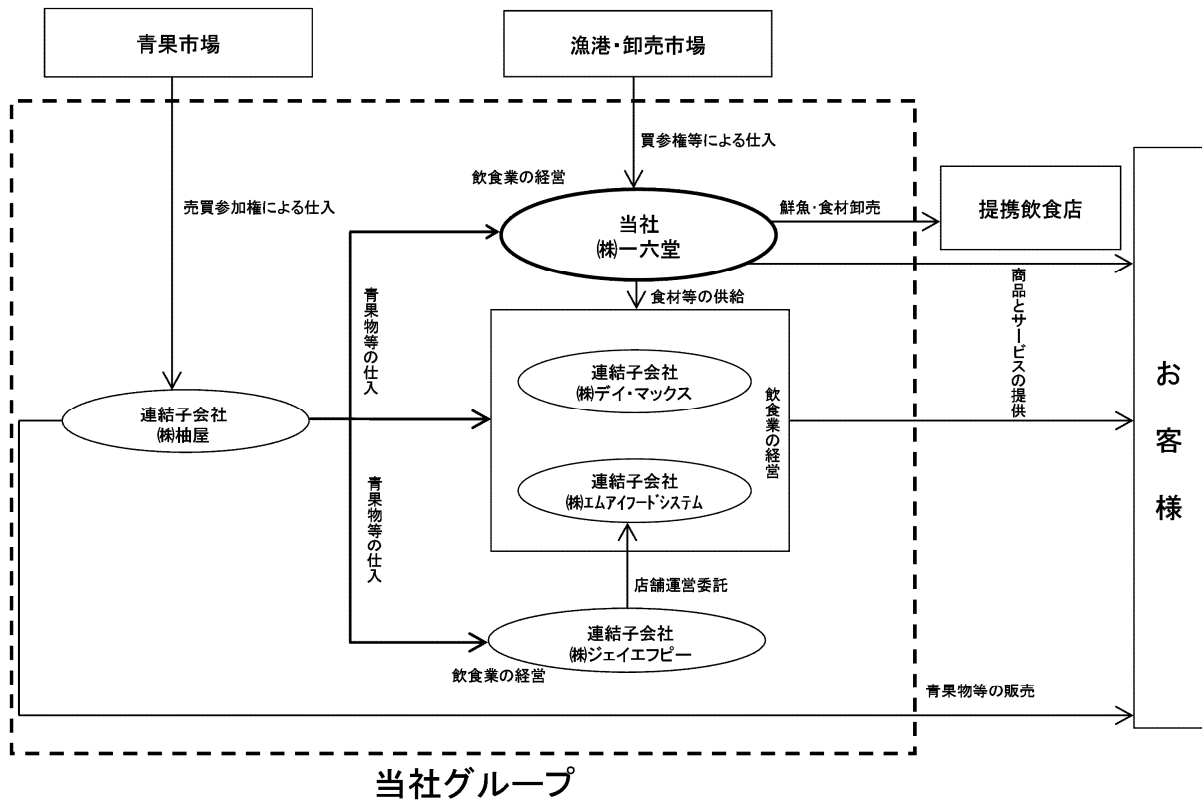 青果市場
漁港・卸売市場
買参権等による仕入
飲食業の経営
売買参加権による仕入
当社
㈱一六堂
鮮魚・食材卸売
提携飲食店
食材等の供給
商品とサービスの提供
青果物等の仕入
連結子会社
㈱デイ・マックス
飲食業の経営
お客様
連結子会社
㈱柚屋
連結子会社
㈱エムアイフードシステム
青果物等の仕入
店舗運営委託
連結子会社
㈱ジェイエフピー
飲食業の経営
青果物等の販売
当社グループ